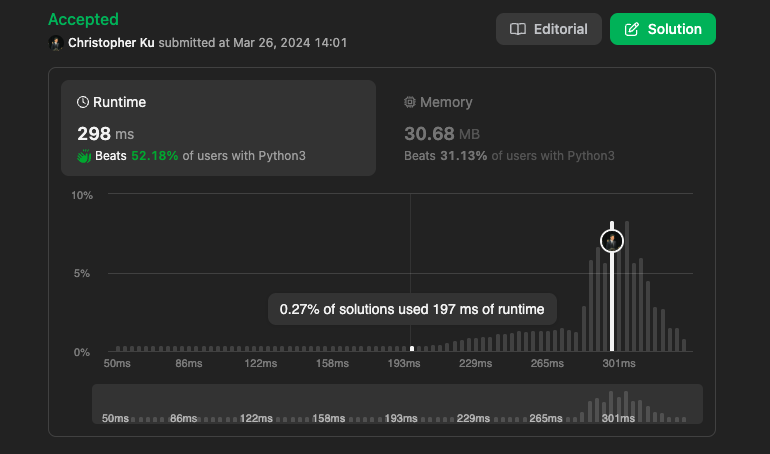 Accepted
Christopher Ku submitted at Mar 26, 2024 14:01
Editorial
Solution
Runtime
298 ms
Beats 52.18% of users with Python3
Memory
30.68 MB
Beats 31.13% of users with Python3
10%
5%
0%
0.27% of solutions used 197 ms of runtime
50ms 86ms 122ms 158ms 193ms 229ms 265ms 301ms
50ms 86ms 122ms 158ms 193ms 229ms 265ms 301ms